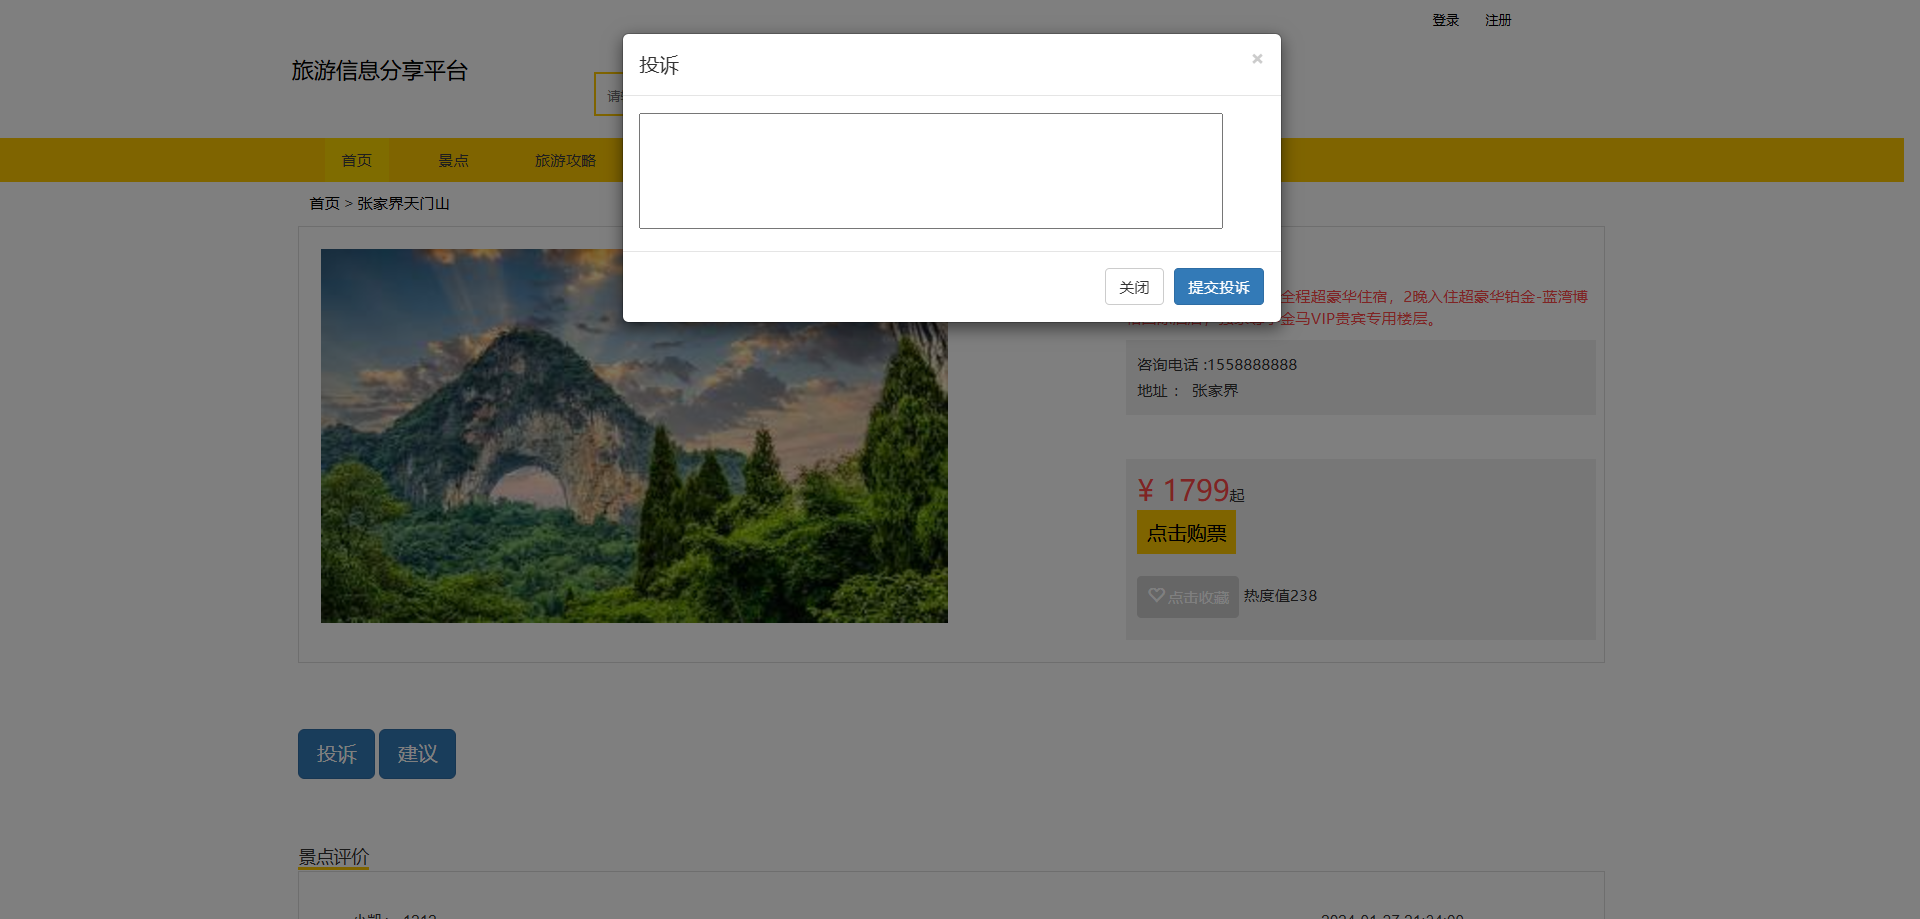 登录 注册
旅游信息分享平台
投诉 ×
请
首页 景点 旅游攻略
首页 > 张家界天门山
关闭 提交投诉
全程超豪华住宿，2晚入住超豪华铂金-蓝湾博
金马VIP贵宾专用楼层。
咨询电话 :1558888888
地址 : 张家界
¥ 1799起
点击购票
点击收藏 热度值238
投诉 建议
景点评价